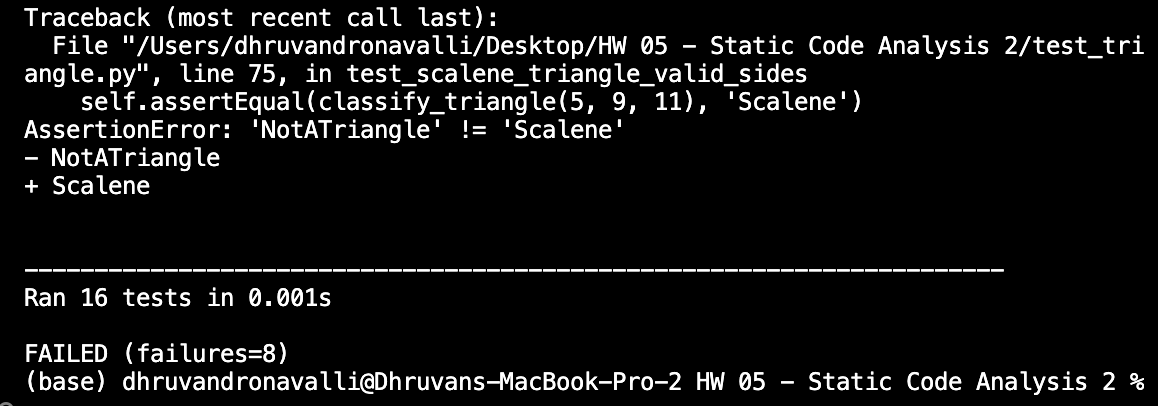 Traceback (most recent call last):
  File "/Users/dhruvandronavalli/Desktop/HW 05 – Static Code Analysis 2/test_tri
angle.py", line 75, in test_scalene_triangle_valid_sides
    self.assertEqual(classify_triangle(5, 9, 11), 'Scalene')
AssertionError: 'NotATriangle' != 'Scalene'
- NotATriangle
+ Scalene
----------------------------------------------------------------------
Ran 16 tests in 0.001s
FAILED (failures=8)
(base) dhruvandronavalli@Dhruvans-MacBook-Pro-2 HW 05 – Static Code Analysis 2 %